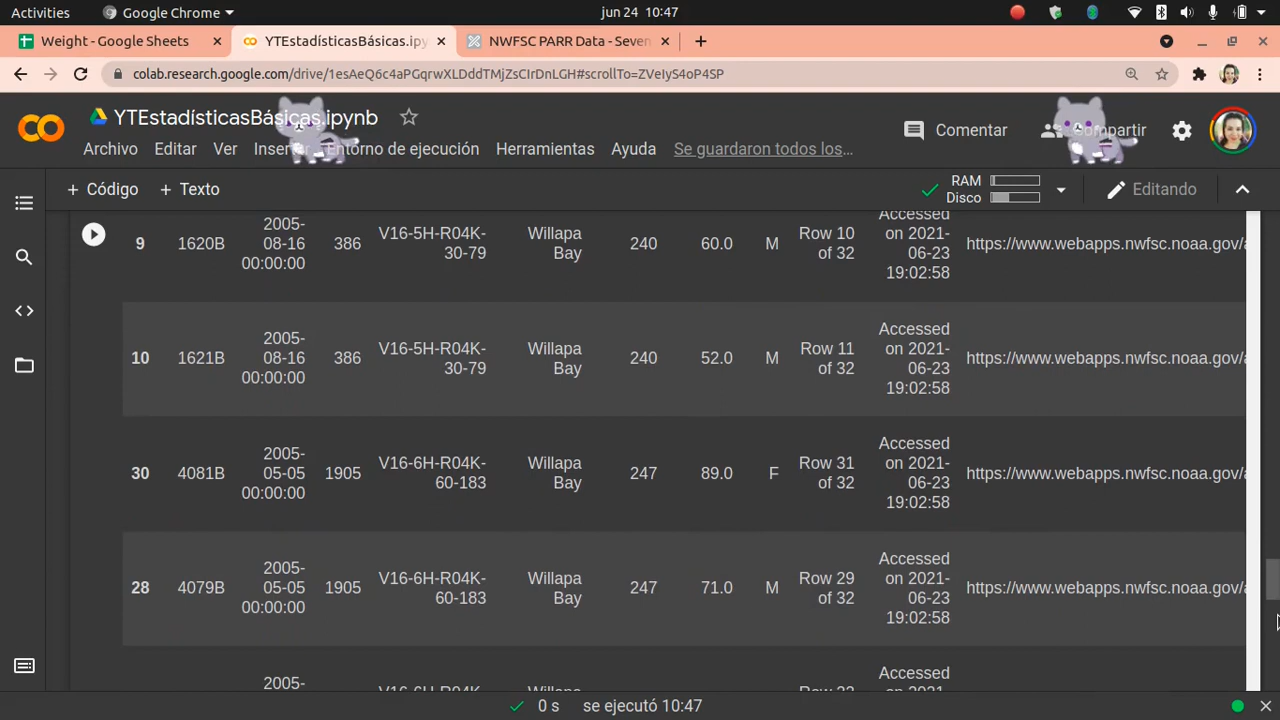 Activities
Google Chrome
jun 24 10:47
Weight - Google Sheets
YTEstadísticasBásicas.ipy
NWFSC PARR Data - Seven
colab.research.google.com/drive/1esAeQ6c4aPGqrwXLDddTMjZsCIrDnLGH#scrollTo=ZVeIyS4oP4SP
YTEstadísticasBásicas.ipynb
Comentar
Archivo Editar Ver Entorno de ejecución Herramientas Ayuda Se guardaron todos los...
+ Código + Texto
RAM
Disco
Editando
Accessed
9 1620B 2005-08-16 00:00:00 386 V16-5H-R04K-30-79 Willapa Bay 240 60.0 M Row 10 of 32 on 2021-06-23 19:02:58 https://www.webapps.nwfsc.noaa.gov/
10 1621B 2005-08-16 00:00:00 386 V16-5H-R04K-30-79 Willapa Bay 240 52.0 M Row 11 of 32 Accessed on 2021-06-23 19:02:58 https://www.webapps.nwfsc.noaa.gov/
30 4081B 2005-05-05 00:00:00 1905 V16-6H-R04K-60-183 Willapa Bay 247 89.0 F Row 31 of 32 Accessed on 2021-06-23 19:02:58 https://www.webapps.nwfsc.noaa.gov/
28 4079B 2005-05-05 00:00:00 1905 V16-6H-R04K-60-183 Willapa Bay 247 71.0 M Row 29 of 32 Accessed on 2021-06-23 19:02:58 https://www.webapps.nwfsc.noaa.gov/
2005- Willapa Accessed
0 s se ejecutó 10:47